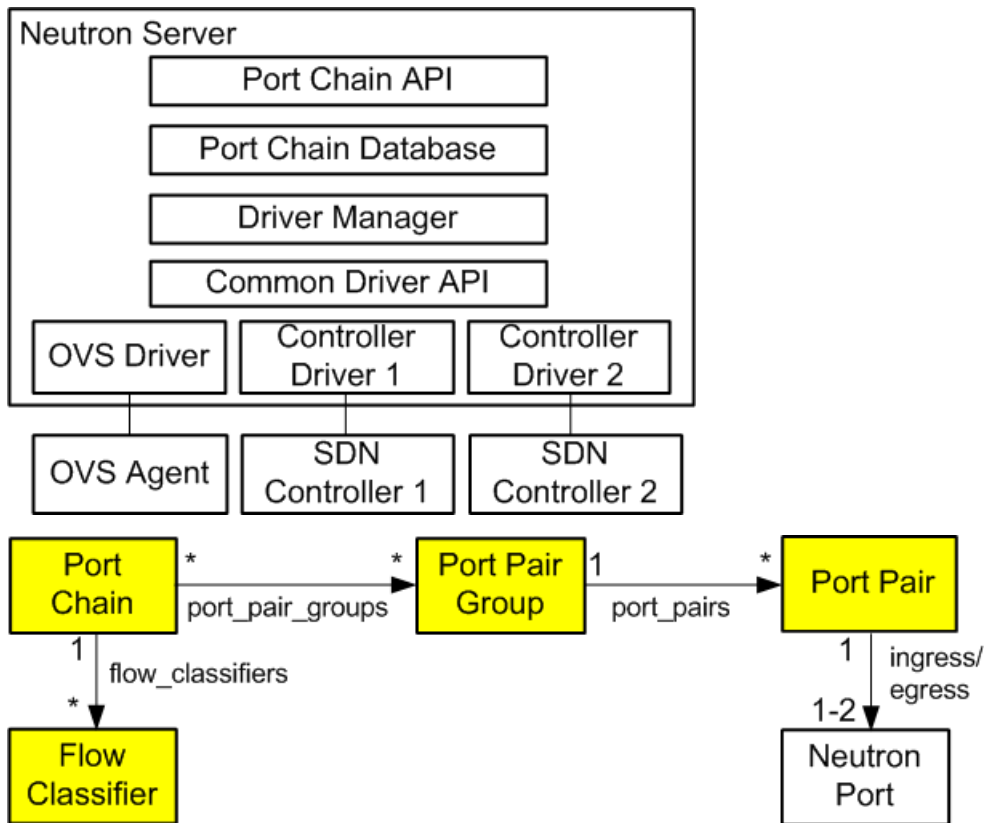 Neutron Server
Port Chain API
Port Chain Database
Driver Manager
Common Driver API
OVS Driver
Controller
Driver 1
Controller
Driver 2
OVS Agent
SDN
Controller 1
SDN
Controller 2
Port
Chain
*
*
port_pair_groups
Port Pair
Group
1
*
port_pairs
Port Pair
1
flow_classifiers
*
Flow
Classifier
1
ingress/
egress
1-2
Neutron
Port